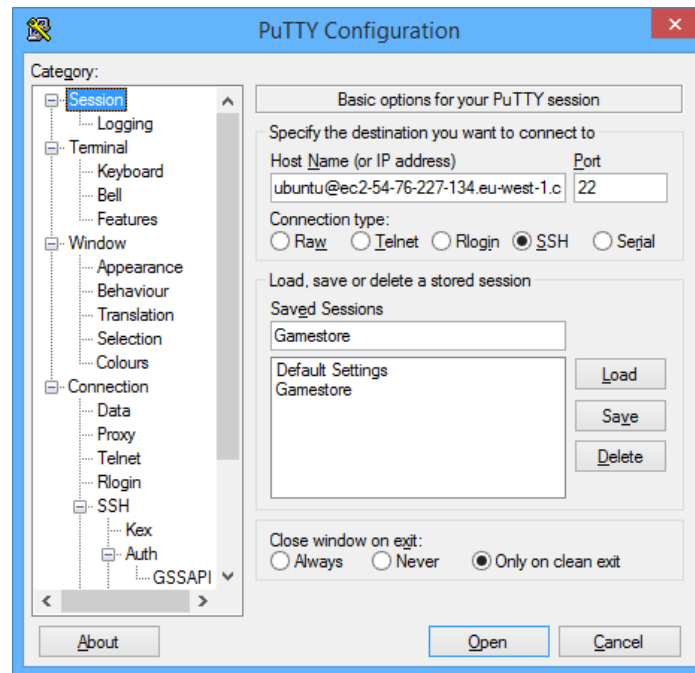 PuTTY Configuration
Category:
Session
Logging
Terminal
Keyboard
Bell
Features
Window
Appearance
Behaviour
Translation
Selection
Colours
Connection
Data
Proxy
Telnet
Rlogin
SSH
Kex
Auth
GSSAPI
Basic options for your PuTTY session
Specify the destination you want to connect to
Host Name (or IP address) Port
ubuntu@ec2-54-76-227-134.eu-west-1.c 22
Connection type:
Raw Telnet Rlogin SSH Serial
Load, save or delete a stored session
Saved Sessions
Gamestore
Default Settings
Gamestore
Load
Save
Delete
Close window on exit:
Always Never Only on clean exit
About Open Cancel